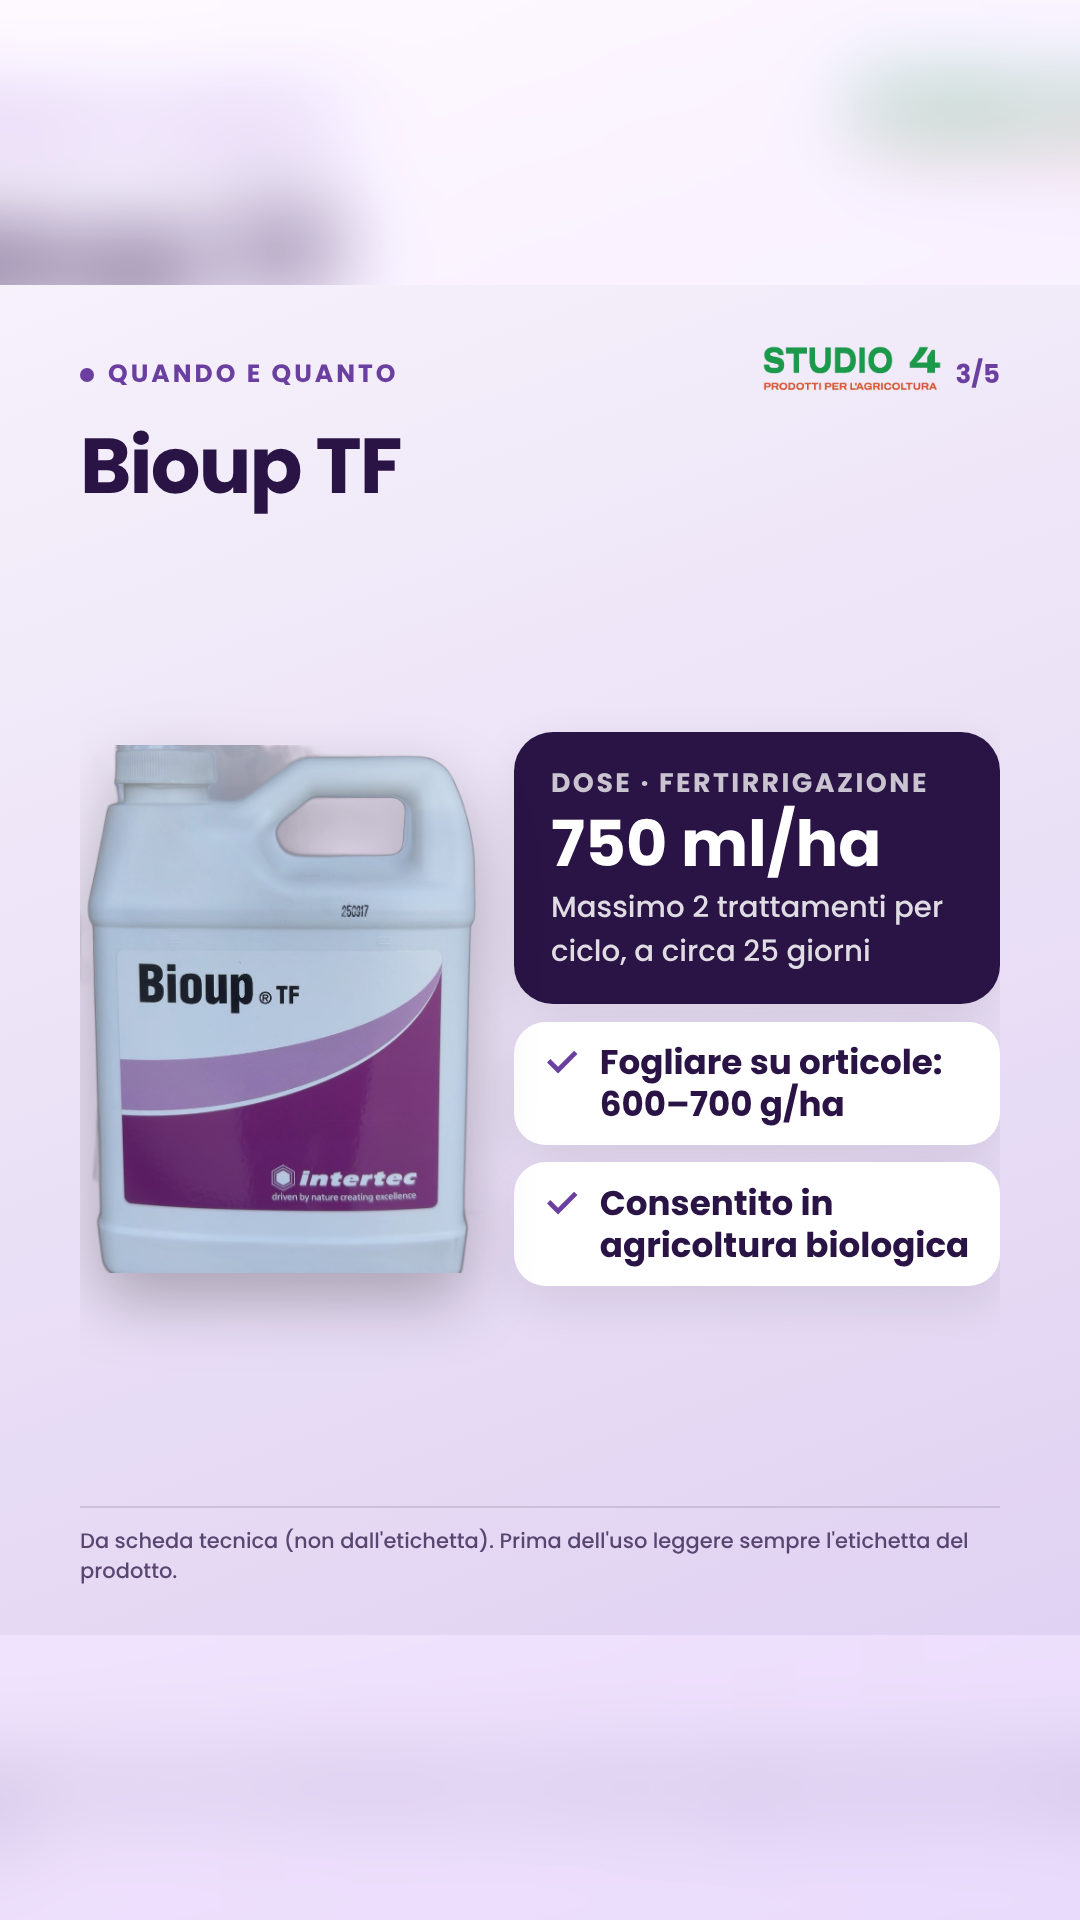 QUANDO E QUANTO
STUDIO 4
PRODOTTI PER L'AGRICOLTURA
3/5
Bioup TF
250917
Bioup ® TF
intertec
driven by nature creating excellence
DOSE · FERTIRRIGAZIONE
750 ml/ha
Massimo 2 trattamenti per
ciclo, a circa 25 giorni
Fogliare su orticole:
600–700 g/ha
Consentito in
agricoltura biologica
Da scheda tecnica (non dall'etichetta). Prima dell'uso leggere sempre l'etichetta del
prodotto.